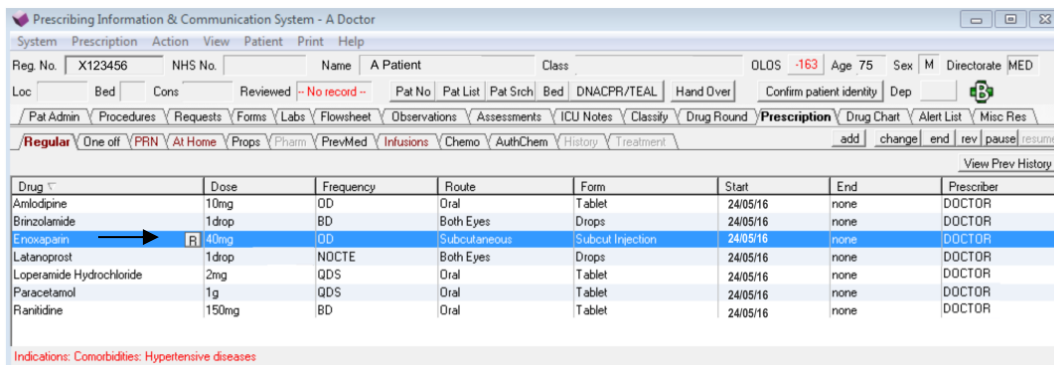 Prescribing Information & Communication System - A Doctor
System Prescription Action View Patient Print Help
Reg. No. X123456 NHS No. Name A Patient Class OLOS -163 Age 75 Sex M Directorate MED
Loc Bed Cons Reviewed -- No record -- Pat No Pat List Pat Srch Bed DNACPR/TEAL Hand Over Confirm patient identity Dep B
Pat Admin Procedures Requests Forms Labs Flowsheet Observations Assessments ICU Notes Classify Drug Round Prescription Drug Chart Alert List Misc Res
Regular One off PRN At Home Props Pharm PrevMed Infusions Chemo AuthChem History Treatment add change end rev pause resume
View Prev History
Drug Dose Frequency Route Form Start End Prescriber
Amlodipine 10mg OD Oral Tablet 24/05/16 none DOCTOR
Brinzolamide 1drop BD Both Eyes Drops 24/05/16 none DOCTOR
Enoxaparin R 40mg OD Subcutaneous Subcut Injection 24/05/16 none DOCTOR
Latanoprost 1drop NOCTE Both Eyes Drops 24/05/16 none DOCTOR
Loperamide Hydrochloride 2mg QDS Oral Tablet 24/05/16 none DOCTOR
Paracetamol 1g QDS Oral Tablet 24/05/16 none DOCTOR
Ranitidine 150mg BD Oral Tablet 24/05/16 none DOCTOR
Indications: Comorbidities: Hypertensive diseases